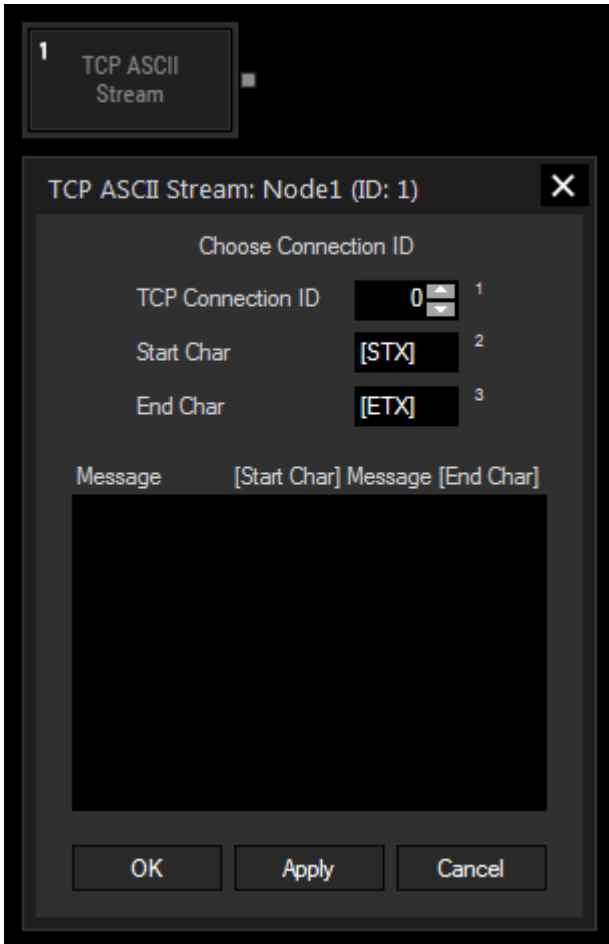 1
TCP ASCII
Stream
TCP ASCII Stream: Node1 (ID: 1)
Choose Connection ID
TCP Connection ID 0 1
Start Char [STX] 2
End Char [ETX] 3
Message [Start Char] Message [End Char]
OK Apply Cancel